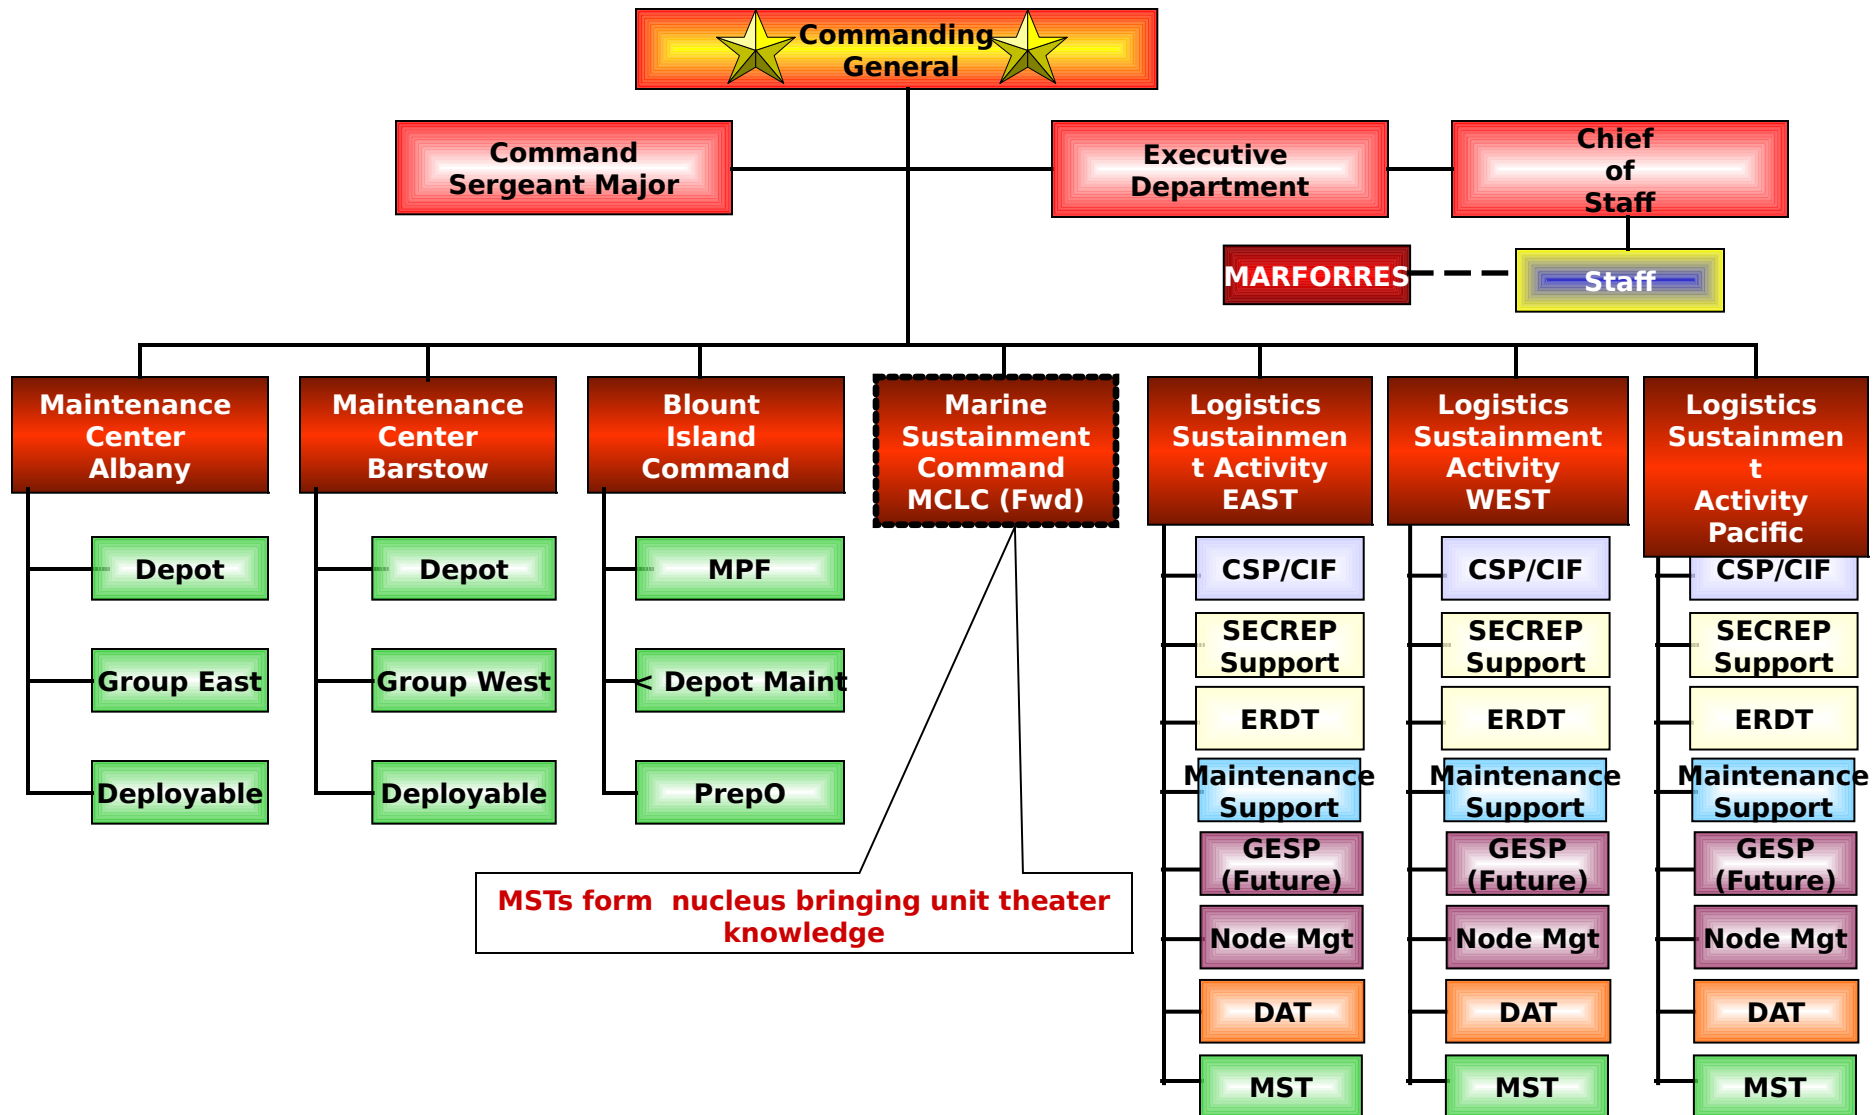 Commanding
General
Command
Sergeant Major
Executive
Department
Chief
of
Staff
MARFORRES
Staff
Maintenance
Center
Albany
Maintenance
Center
Barstow
Blount
Island
Command
Marine
Sustainment
Command
MCLC (Fwd)
Logistics
Sustainmen
t Activity
EAST
Logistics
Sustainment
Activity
WEST
Logistics
Sustainmen
t
Activity
Pacific
Depot
Group East
Deployable
Depot
Group West
Deployable
MPF
< Depot Maint
PrepO
MSTs form  nucleus bringing unit theater
knowledge
CSP/CIF
SECREP
Support
ERDT
Maintenance
Support
GESP
(Future)
Node Mgt
DAT
MST
CSP/CIF
SECREP
Support
ERDT
Maintenance
Support
GESP
(Future)
Node Mgt
DAT
MST
CSP/CIF
SECREP
Support
ERDT
Maintenance
Support
GESP
(Future)
Node Mgt
DAT
MST